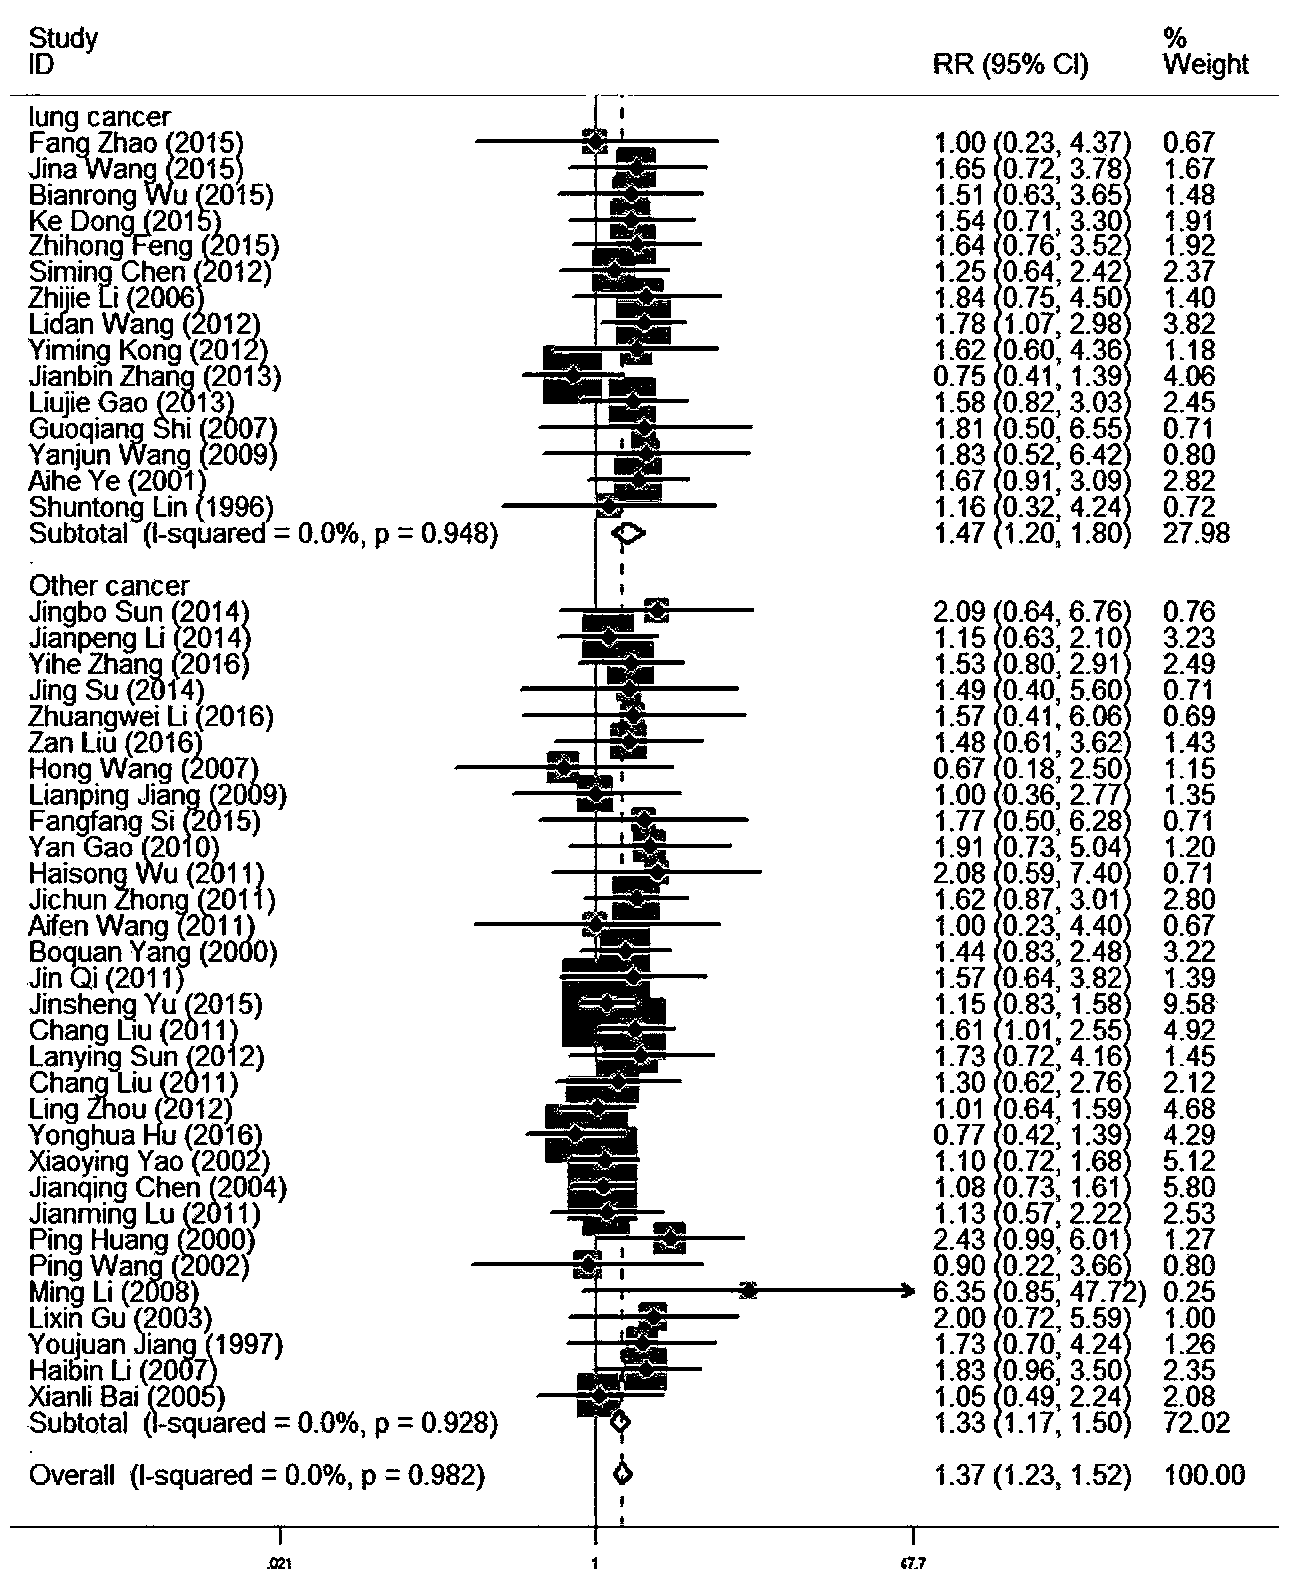 Study ID RR (95% CI) % Weight
lung cancer
Fang Zhao (2015) 1.00 (0.23, 4.37) 0.67
Jina Wang (2015) 1.65 (0.72, 3.78) 1.67
Bianrong Wu (2015) 1.51 (0.63, 3.65) 1.48
Ke Dong (2015) 1.54 (0.71, 3.30) 1.91
Zhihong Feng (2015) 1.64 (0.76, 3.52) 1.92
Siming Chen (2012) 1.25 (0.64, 2.42) 2.37
Zhijie Li (2006) 1.84 (0.75, 4.50) 1.40
Lidan Wang (2012) 1.78 (1.07, 2.98) 3.82
Yiming Kong (2012) 1.62 (0.60, 4.36) 1.18
Jianbin Zhang (2013) 0.75 (0.41, 1.39) 4.06
Liujie Gao (2013) 1.58 (0.82, 3.03) 2.45
Guoqiang Shi (2007) 1.81 (0.50, 6.55) 0.71
Yanjun Wang (2009) 1.83 (0.52, 6.42) 0.80
Aihe Ye (2001) 1.67 (0.91, 3.09) 2.82
Shuntong Lin (1996) 1.16 (0.32, 4.24) 0.72
Subtotal (I-squared = 0.0%, p = 0.948) 1.47 (1.20, 1.80) 27.98
.
Other cancer
Jingbo Sun (2014) 2.09 (0.64, 6.76) 0.76
Jianpeng Li (2014) 1.15 (0.63, 2.10) 3.23
Yihe Zhang (2016) 1.53 (0.80, 2.91) 2.49
Jing Su (2014) 1.49 (0.40, 5.60) 0.71
Zhuangwei Li (2016) 1.57 (0.41, 6.06) 0.69
Zan Liu (2016) 1.48 (0.61, 3.62) 1.43
Hong Wang (2007) 0.67 (0.18, 2.50) 1.15
Lianping Jiang (2009) 1.00 (0.36, 2.77) 1.35
Fangfang Si (2015) 1.77 (0.50, 6.28) 0.71
Yan Gao (2010) 1.91 (0.73, 5.04) 1.20
Haisong Wu (2011) 2.08 (0.59, 7.40) 0.71
Jichun Zhong (2011) 1.62 (0.87, 3.01) 2.80
Aifen Wang (2011) 1.00 (0.23, 4.40) 0.67
Boquan Yang (2000) 1.44 (0.83, 2.48) 3.22
Jin Qi (2011) 1.57 (0.64, 3.82) 1.39
Jinsheng Yu (2015) 1.15 (0.83, 1.58) 9.58
Chang Liu (2011) 1.61 (1.01, 2.55) 4.92
Lanying Sun (2012) 1.73 (0.72, 4.16) 1.45
Chang Liu (2011) 1.30 (0.62, 2.76) 2.12
Ling Zhou (2012) 1.01 (0.64, 1.59) 4.68
Yonghua Hu (2016) 0.77 (0.42, 1.39) 4.29
Xiaoying Yao (2002) 1.10 (0.72, 1.68) 5.12
Jianqing Chen (2004) 1.08 (0.73, 1.61) 5.80
Jianming Lu (2011) 1.13 (0.57, 2.22) 2.53
Ping Huang (2000) 2.43 (0.99, 6.01) 1.27
Ping Wang (2002) 0.90 (0.22, 3.66) 0.80
Ming Li (2008) 6.35 (0.85, 47.72) 0.25
Lixin Gu (2003) 2.00 (0.72, 5.59) 1.00
Youjuan Jiang (1997) 1.73 (0.70, 4.24) 1.26
Haibin Li (2007) 1.83 (0.96, 3.50) 2.35
Xianli Bai (2005) 1.05 (0.49, 2.24) 2.08
Subtotal (I-squared = 0.0%, p = 0.928) 1.33 (1.17, 1.50) 72.02
.
Overall (I-squared = 0.0%, p = 0.982) 1.37 (1.23, 1.52) 100.00
.021 1 47.7